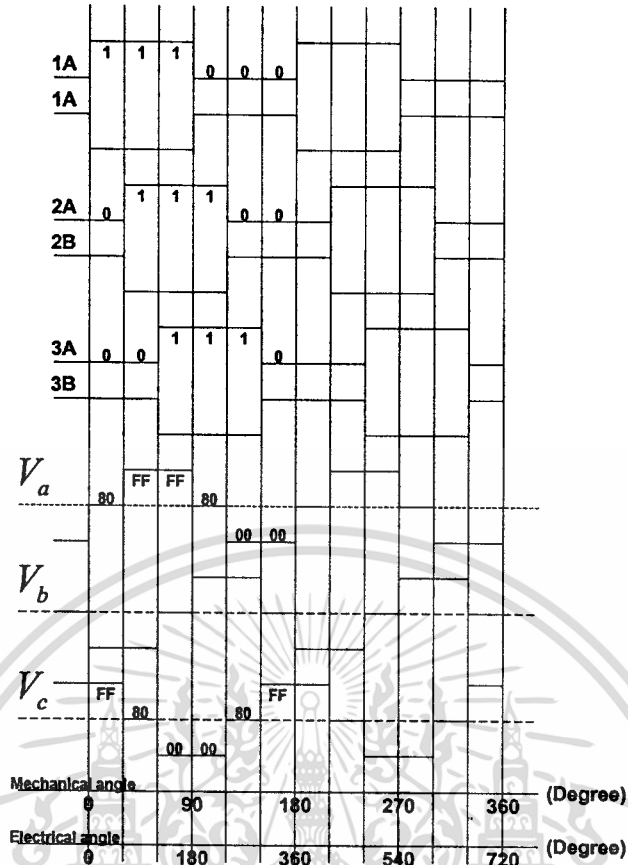 1 1 1
1A 0 0 0
1A
1 1 1
2A 0 0 0
2B
1 1 1
3A 0 0 0
3B
FF FF
Va 80 80
00 00
Vb
Vc FF FF
80 80
00 00
Mechanical angle
0 90 180 270 360 (Degree)
Electrical angle
0 180 360 540 720 (Degree)